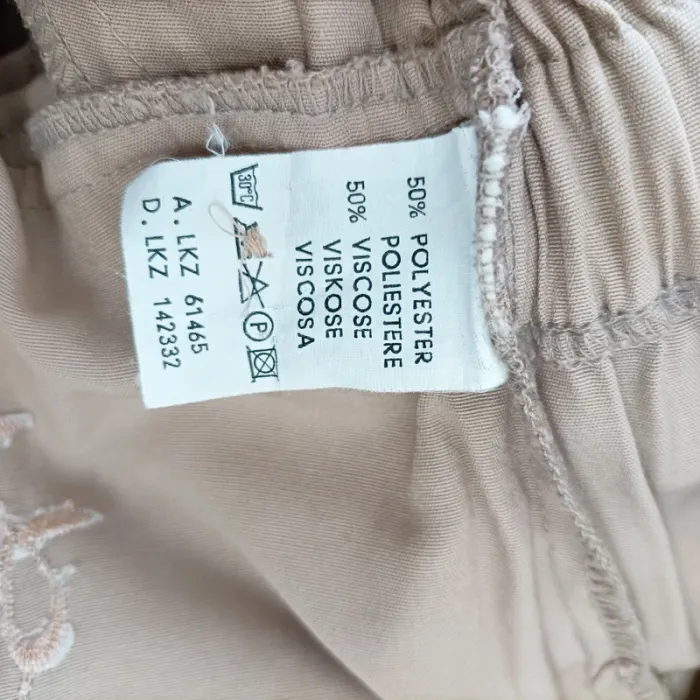 50% POLYESTER
POLIESTERE
50% VISCOSE
VISKOSE
VISCOSA
30°C
P
A. LKZ 61465
D. LKZ 142332